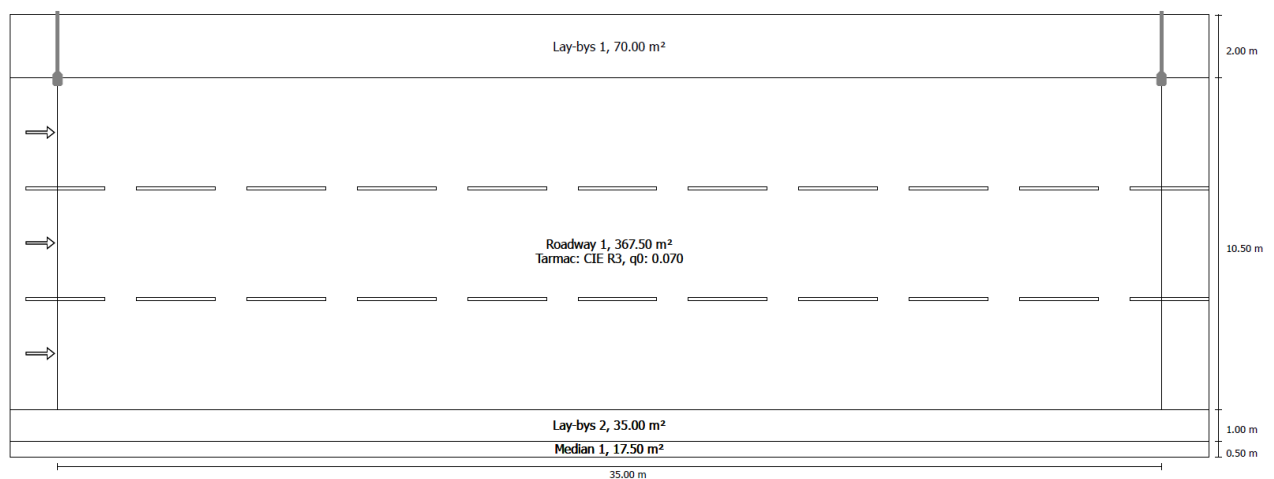 Lay-bys 1, 70.00 m²
2.00 m
Roadway 1, 367.50 m²
Tarmac: CIE R3, q0: 0.070
10.50 m
Lay-bys 2, 35.00 m²
1.00 m
Median 1, 17.50 m²
0.50 m
35.00 m